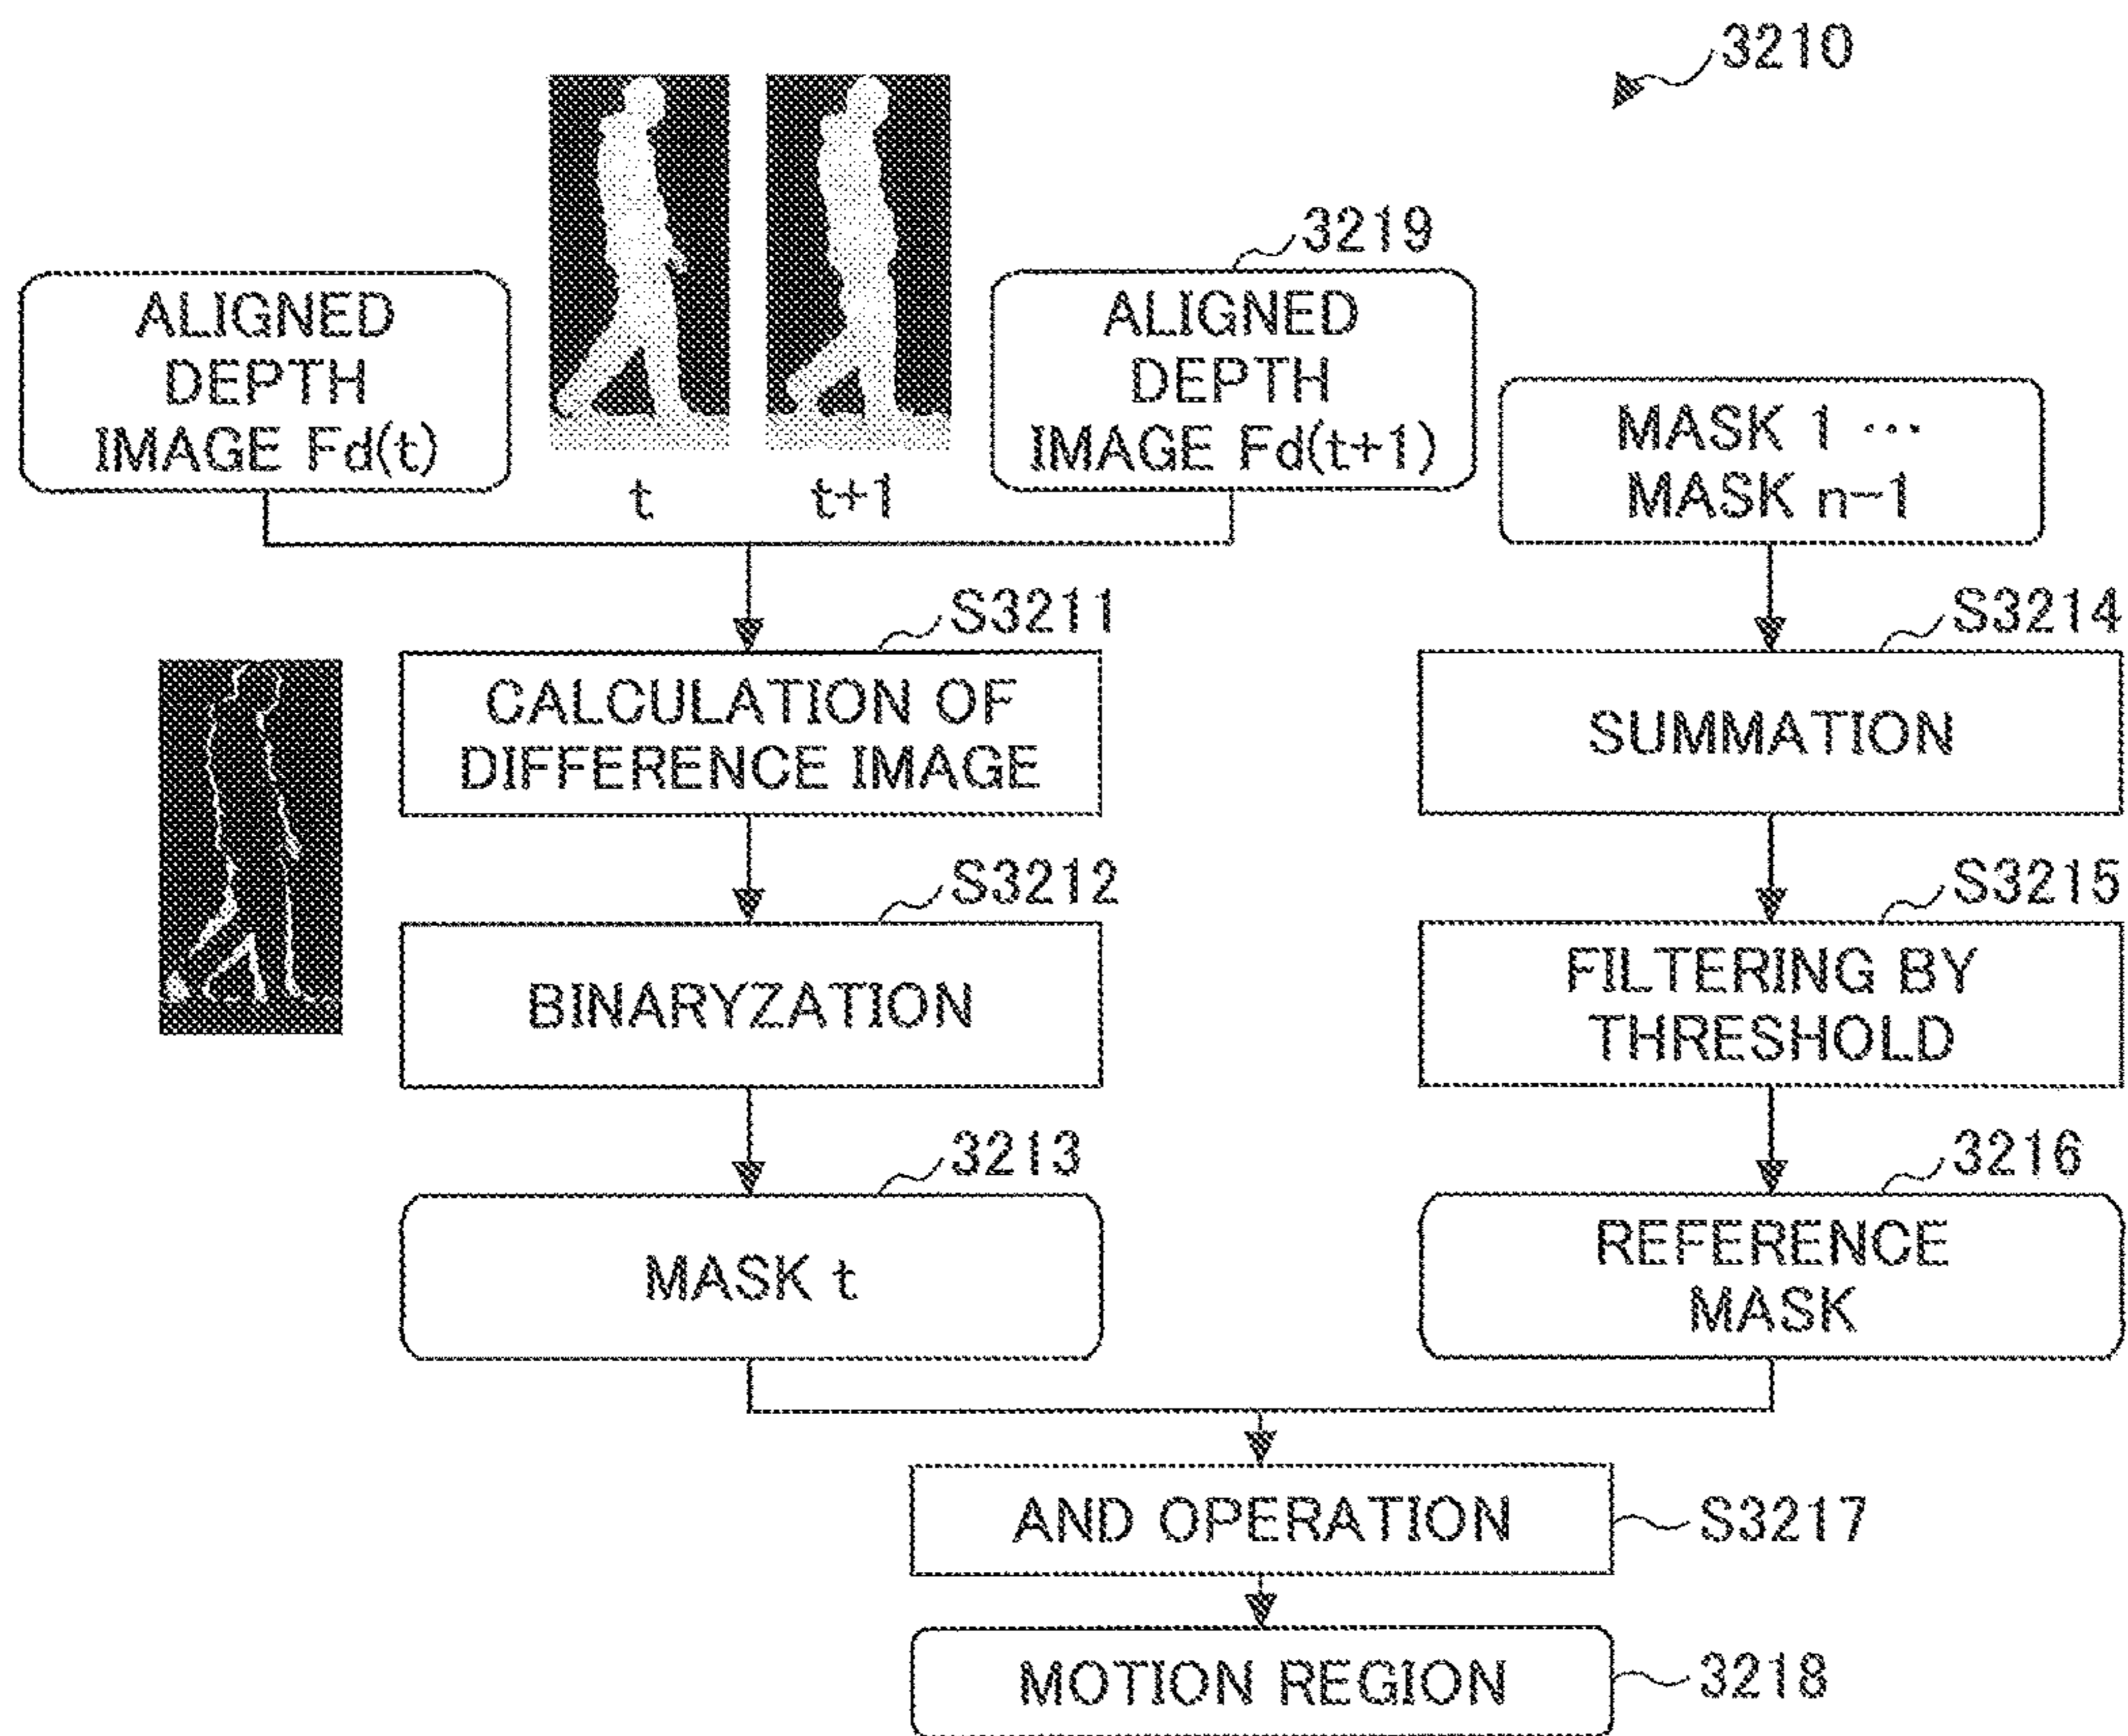 3210
3219
ALIGNED
DEPTH
IMAGE Fd(t)
t
t+1
ALIGNED
DEPTH
IMAGE Fd(t+1)
MASK 1 ···
MASK n-1
S3211
CALCULATION OF
DIFFERENCE IMAGE
S3214
SUMMATION
S3212
BINARYZATION
S3215
FILTERING BY
THRESHOLD
3213
MASK t
3216
REFERENCE
MASK
AND OPERATION
S3217
MOTION REGION
3218